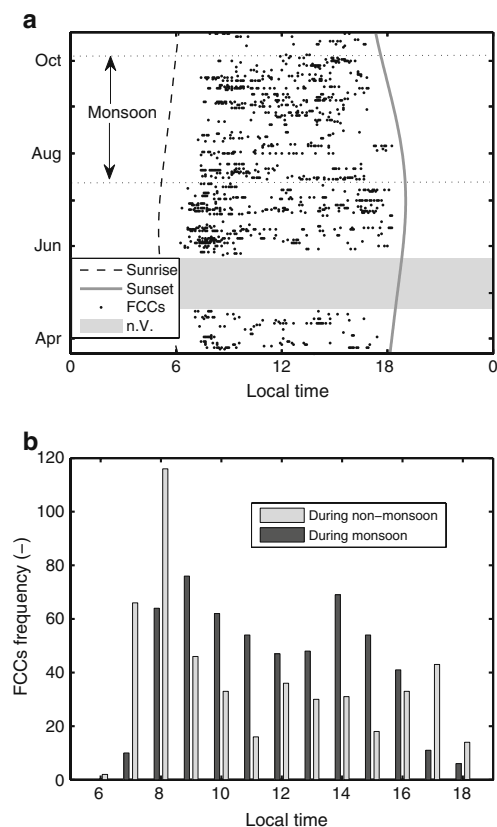 a
Oct
Monsoon
Aug
Jun
Apr
Sunrise
Sunset
FCCs
n.V.
0 6 12 18 0
Local time
b
120
100
80
60
40
20
0
FCCs frequency (–)
During non–monsoon
During monsoon
6 8 10 12 14 16 18
Local time